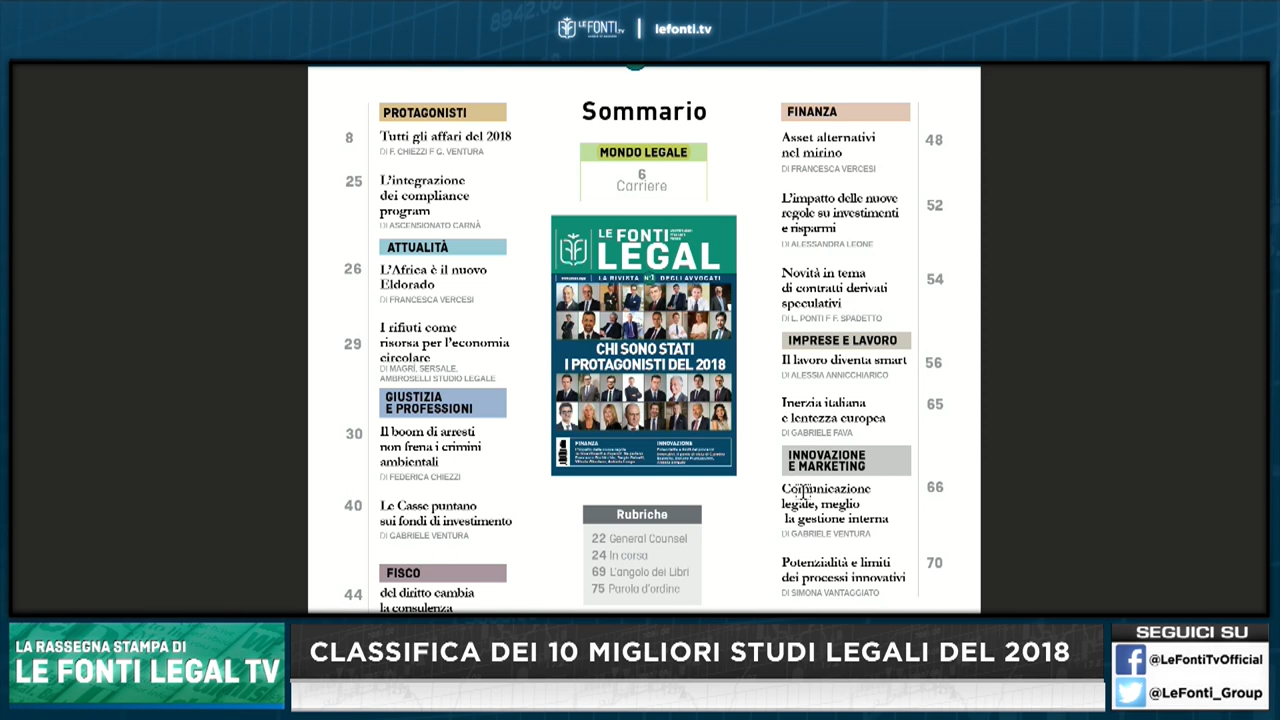 LE FONTI.TV
lefonti.tv
PROTAGONISTI
8
Tutti gli affari del 2018
DI F. CHIEZZI F G. VENTURA
25
L'integrazione
dei compliance
program
DI ASCENSIONATO CARNÀ
ATTUALITÀ
26
L'Africa è il nuovo
Eldorado
DI FRANCESCA VERCESI
29
I rifiuti come
risorsa per l'economia
circolare
DI MAGRÌ, SERSALE,
AMBROSELLI STUDIO LEGALE
GIUSTIZIA
E PROFESSIONI
30
Il boom di arresti
non frena i crimini
ambientali
DI FEDERICA CHIEZZI
40
Le Casse puntano
sui fondi di investimento
DI GABRIELE VENTURA
FISCO
44
del diritto cambia
la consulenza
Sommario
MONDO LEGALE
6
Carriere
LE FONTI
LEGAL
LA RIVISTA N°1 DEGLI AVVOCATI
CHI SONO STATI
I PROTAGONISTI DEL 2018
FINANZA
INNOVAZIONE
Rubriche
22 General Counsel
24 In corsa
69 L'angolo dei Libri
75 Parola d'ordine
FINANZA
Asset alternativi
nel mirino
48
DI FRANCESCA VERCESI
L'impatto delle nuove
regole su investimenti
e risparmi
52
DI ALESSANDRA LEONE
Novità in tema
di contratti derivati
speculativi
54
DI L. PONTI F F. SPADETTO
IMPRESE E LAVORO
Il lavoro diventa smart
56
DI ALESSIA ANNICCHIARICO
Inerzia italiana
e lentezza europea
65
DI GABRIELE FAVA
INNOVAZIONE
E MARKETING
Comunicazione
legale, meglio
la gestione interna
66
DI GABRIELE VENTURA
Potenzialità e limiti
dei processi innovativi
70
DI SIMONA VANTAGGIATO
LA RASSEGNA STAMPA DI
LE FONTI LEGAL TV
CLASSIFICA DEI 10 MIGLIORI STUDI LEGALI DEL 2018
SEGUICI SU
@LeFontiTvOfficial
@LeFonti_Group